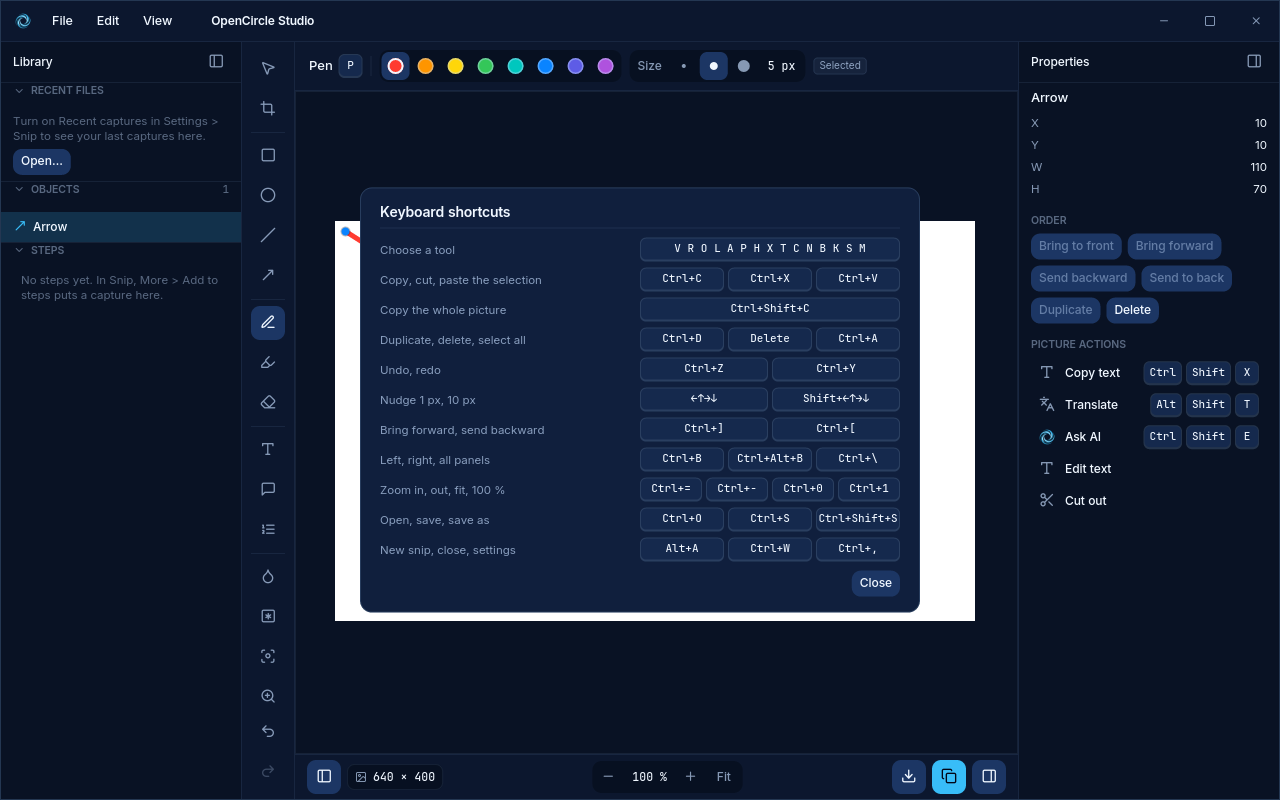 File Edit View OpenCircle Studio
Library
RECENT FILES
Turn on Recent captures in Settings >
Snip to see your last captures here.
Open...
OBJECTS 1
Arrow
STEPS
No steps yet. In Snip, More > Add to
steps puts a capture here.
Pen P Size 5 px Selected
Keyboard shortcuts
Choose a tool V R O L A P H X T C N B K S M
Copy, cut, paste the selection Ctrl+C Ctrl+X Ctrl+V
Copy the whole picture Ctrl+Shift+C
Duplicate, delete, select all Ctrl+D Delete Ctrl+A
Undo, redo Ctrl+Z Ctrl+Y
Nudge 1 px, 10 px ←↑→↓ Shift+←↑→↓
Bring forward, send backward Ctrl+] Ctrl+[
Left, right, all panels Ctrl+B Ctrl+Alt+B Ctrl+\
Zoom in, out, fit, 100 % Ctrl+= Ctrl+- Ctrl+0 Ctrl+1
Open, save, save as Ctrl+O Ctrl+S Ctrl+Shift+S
New snip, close, settings Alt+A Ctrl+W Ctrl+,
Close
640 × 400 100 % Fit
Properties
Arrow
X 10
Y 10
W 110
H 70
ORDER
Bring to front Bring forward
Send backward Send to back
Duplicate Delete
PICTURE ACTIONS
Copy text Ctrl Shift X
Translate Alt Shift T
Ask AI Ctrl Shift E
Edit text
Cut out